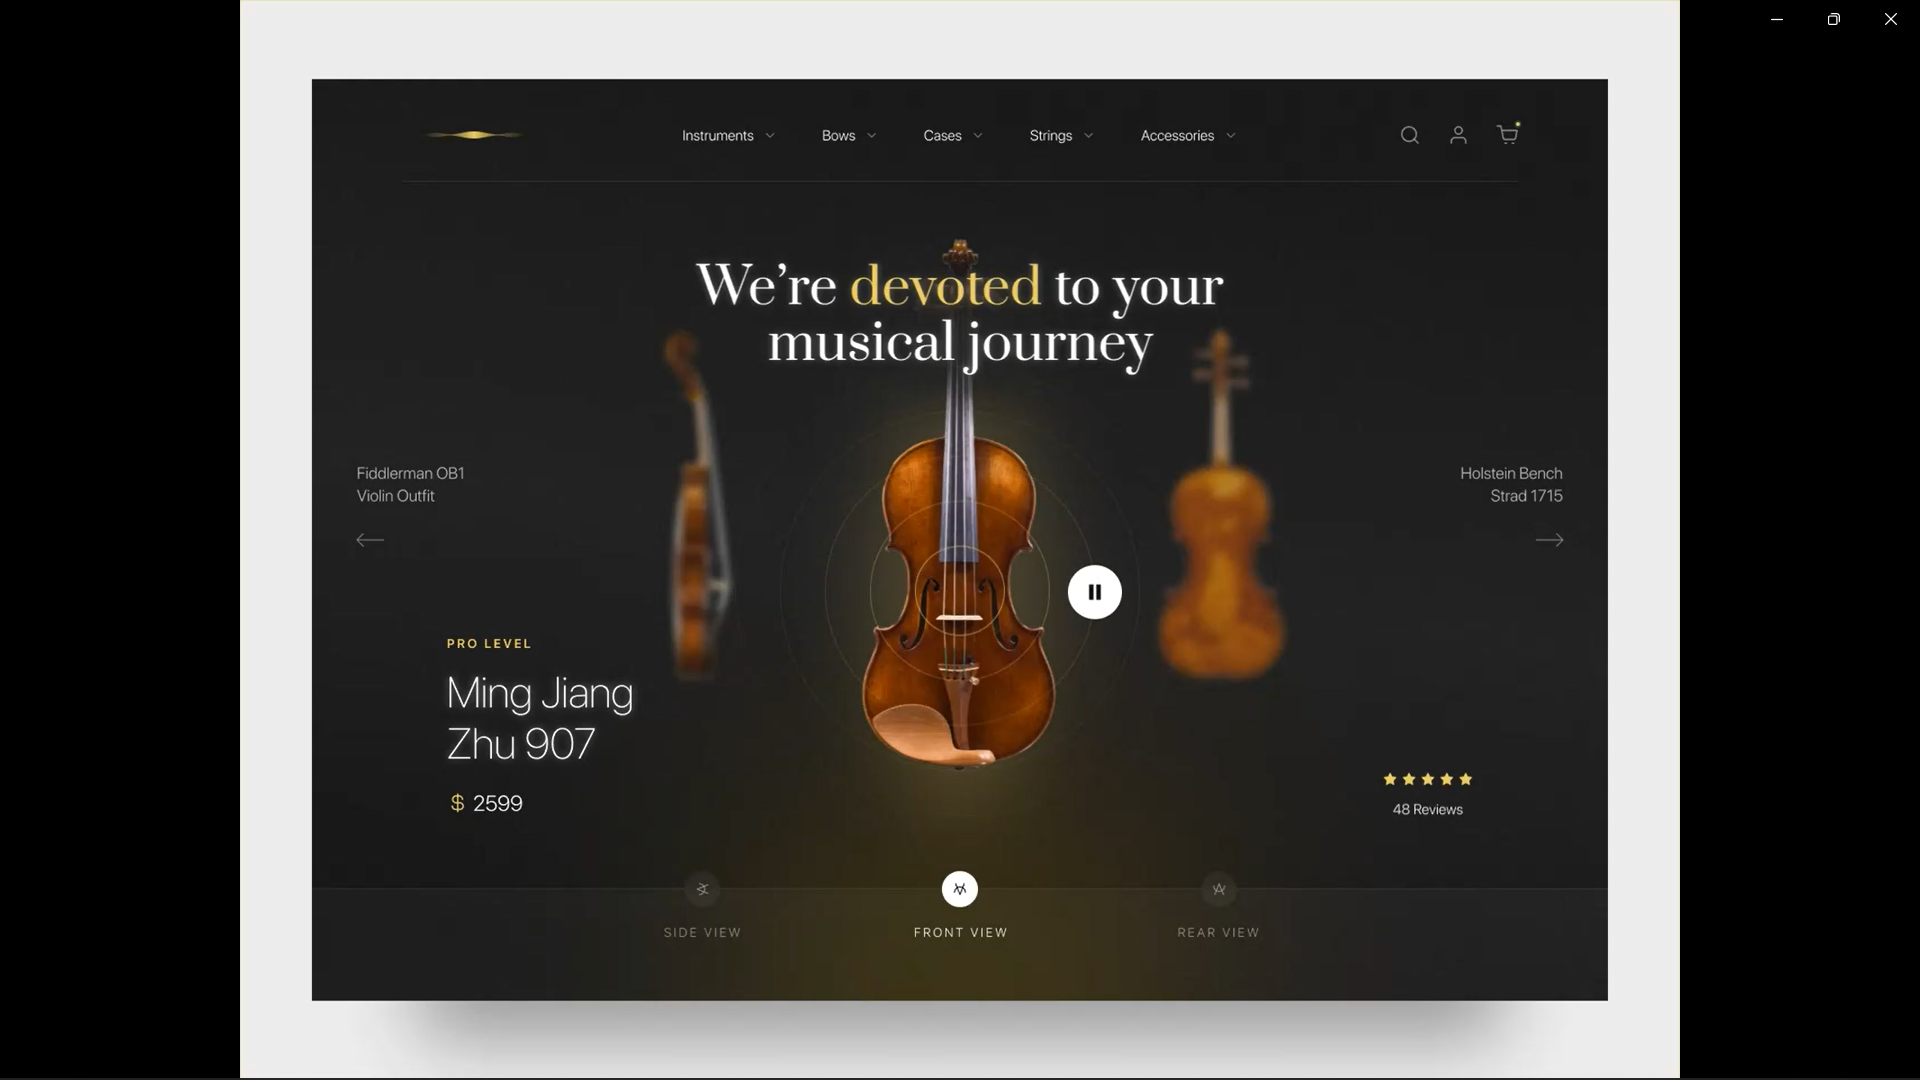 Instruments
Bows
Cases
Strings
Accessories
We're devoted to your
musical journey
Fiddlerman OB1
Violin Outfit
Holstein Bench
Strad 1715
PRO LEVEL
Ming Jiang
Zhu 907
$ 2599
48 Reviews
SIDE VIEW
FRONT VIEW
REAR VIEW